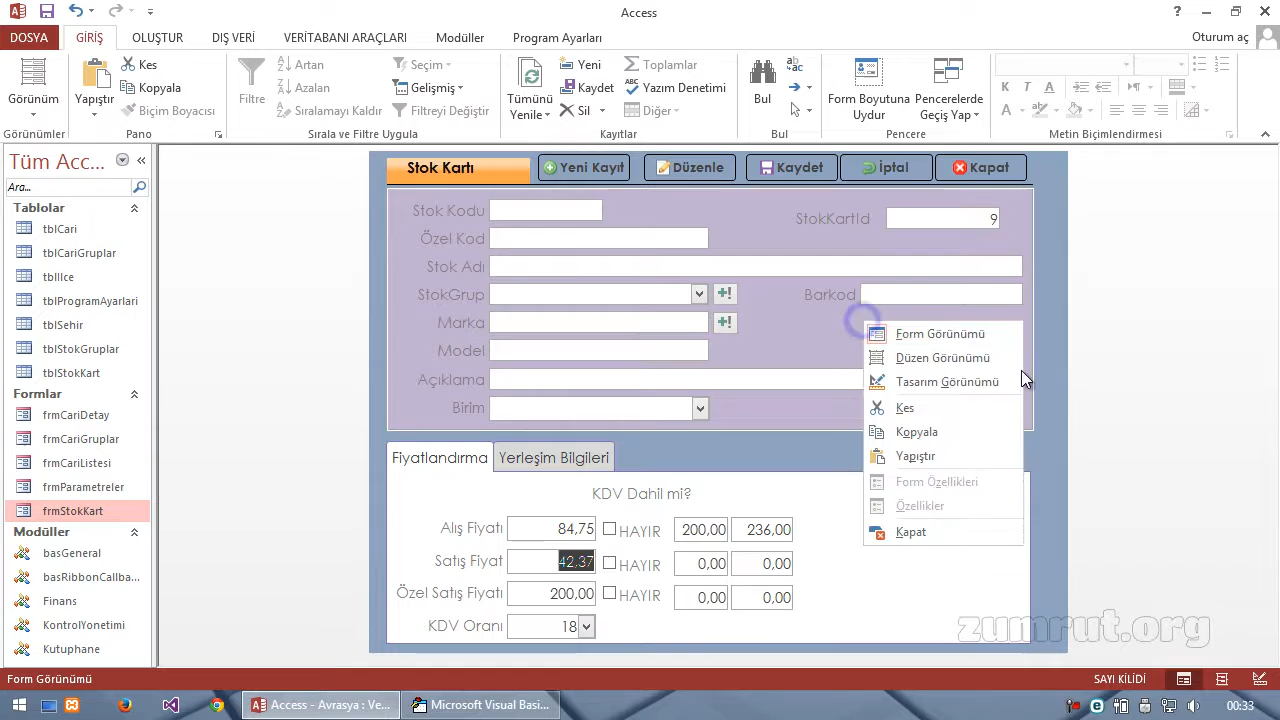 Access
?
DOSYA GİRİŞ OLUŞTUR DIŞ VERİ VERİTABANI ARAÇLARI Modüller Program Ayarları Oturum aç
Görünüm
Görünümler
Yapıştır
Kes
Kopyala
Biçim Boyacısı
Pano
Filtre
Artan
Azalan
Sıralamayı Kaldır
Seçim
Gelişmiş
Filtreyi Değiştir
Sırala ve Filtre Uygula
Tümünü Yenile
Yeni
Kaydet
Sil
Toplamlar
Yazım Denetimi
Diğer
Kayıtlar
Bul
Bul
Form Boyutuna Uydur
Pencerelerde Geçiş Yap
Pencere
K T A
A
Metin Biçimlendirme
Tüm Acc...
Ara...
Tablolar
tblCari
tblCariGruplar
tblIlce
tblProgramAyarlari
tblSehir
tblStokGruplar
tblStokKart
Formlar
frmCariDetay
frmCariGruplar
frmCariListesi
frmParametreler
frmStokKart
Modüller
basGeneral
basRibbonCallba...
Finans
KontrolYonetimi
Kutuphane
Stok Kartı Yeni Kayıt Düzenle Kaydet İptal Kapat
Stok Kodu
StokKartId 9
Özel Kod
Stok Adı
StokGrup
Barkod
Marka
Model
Açıklama
Birim
Form Görünümü
Düzen Görünümü
Tasarım Görünümü
Kes
Kopyala
Yapıştır
Form Özellikleri
Özellikler
Kapat
Fiyatlandırma Yerleşim Bilgileri
KDV Dahil mi?
Alış Fiyatı 84,75 HAYIR 200,00 236,00
Satış Fiyat 42,37 HAYIR 0,00 0,00
Özel Satış Fiyatı 200,00 HAYIR 0,00 0,00
KDV Oranı 18
zumrut.org
Form Görünümü
SAYI KİLİDİ
Access - Avrasya : Ve...
Microsoft Visual Basi...
00:33